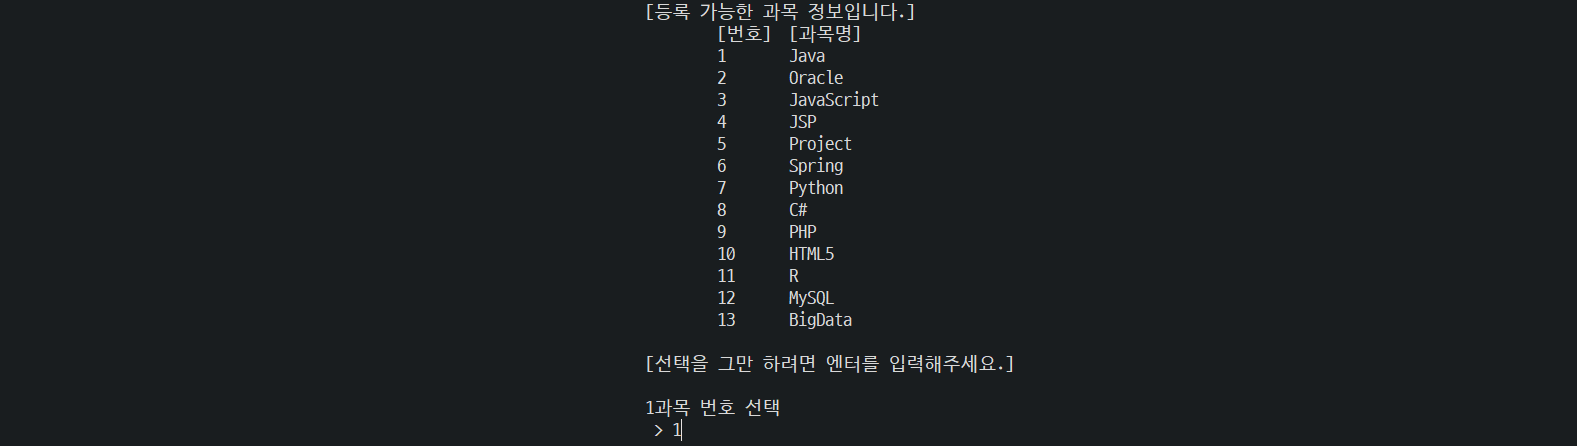 [등록 가능한 과목 정보입니다.]
[번호] [과목명]
1 Java
2 Oracle
3 JavaScript
4 JSP
5 Project
6 Spring
7 Python
8 C#
9 PHP
10 HTML5
11 R
12 MySQL
13 BigData
[선택을 그만 하려면 엔터를 입력해주세요.]
1과목 번호 선택
> 1